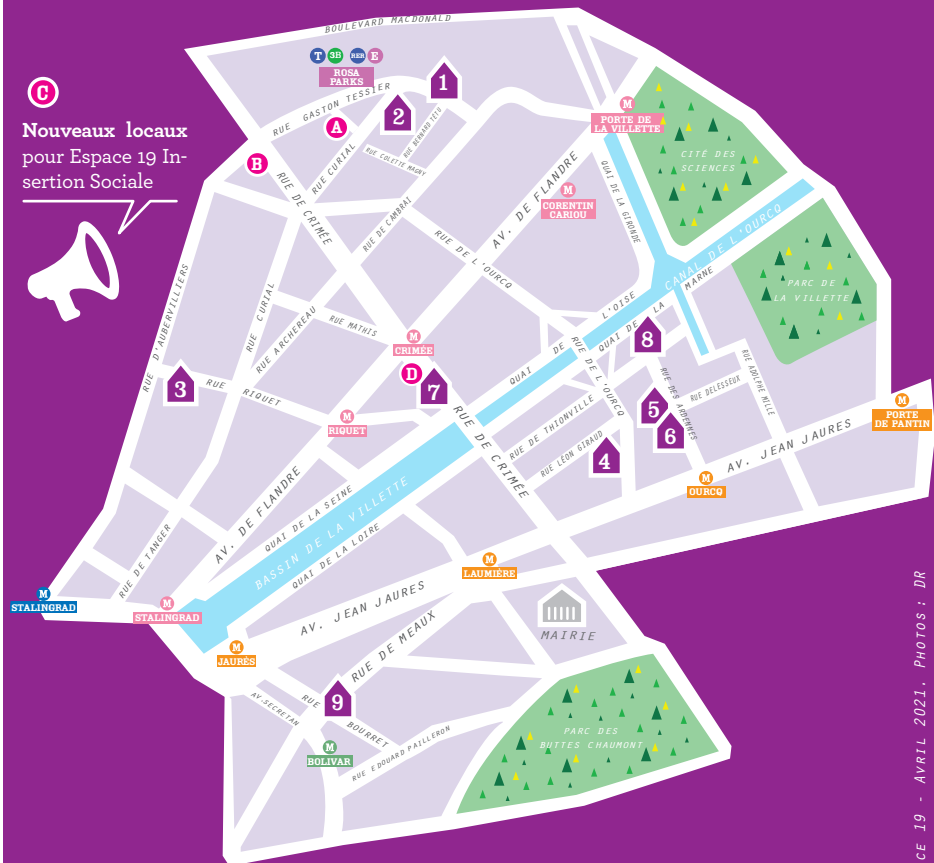 BOULEVARD MACDONALD
T 3B RER E
ROSA
PARKS
C
Nouveaux locaux
pour Espace 19 In-
sertion Sociale
RUE GASTON TESSIER
1
2
A
B
RUE BERNARD TÉTU
RUE COLETTE MAGNY
RUE CURIAL
RUE DE CRIMÉE
RUE DE CAMBRAI
M
PORTE DE
LA VILLETTE
CITÉ DES
SCIENCES
AV. DE FLANDRE
M
CORENTIN
CARIOU
QUAI DE LA GIRONDE
RUE DE L'OURCQ
CANAL DE L'OURCQ
PARC DE
LA VILLETTE
RUE D'AUBERVILLIERS
RUE CURIAL
RUE ARCHEREAU
RUE MATHIS
M
CRIMÉE
D
7
QUAI DE L'OISE
QUAI DE LA MARNE
8
RUE DE L'OURCQ
RUE ADOLPHE MILLE
RUE DELESSEUX
RUE DES ARDENNES
3
RUE RIQUET
M
RIQUET
5
6
4
RUE DE THIONVILLE
RUE LÉON GIRAUD
RUE DE CRIMÉE
M
PORTE
DE PANTIN
AV. JEAN JAURES
M
OURCQ
AV. DE FLANDRE
QUAI DE LA SEINE
BASSIN DE LA VILLETTE
QUAI DE LA LOIRE
RUE DE TANGER
M
LAUMIÈRE
M
STALINGRAD
M
STALINGRAD
AV. JEAN JAURES
MAIRIE
M
JAURÈS
RUE DE MEAUX
9
AV. SECRETAN
RUE BOURRET
M
BOLIVAR
RUE EDOUARD PAILLERON
PARC DES
BUTTES CHAUMONT
CE 19 - AVRIL 2021. PHOTOS: DR